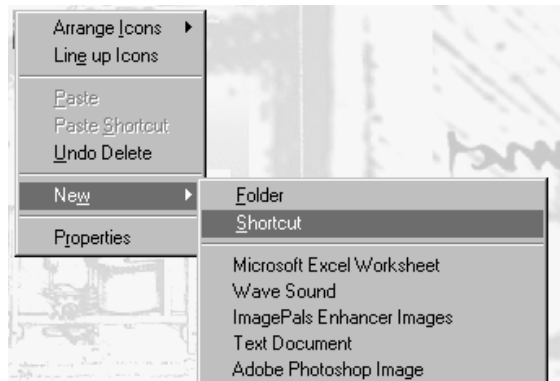 Arrange Icons
Line up Icons
Paste
Paste Shortcut
Undo Delete
New
Properties
Folder
Shortcut
Microsoft Excel Worksheet
Wave Sound
ImagePals Enhancer Images
Text Document
Adobe Photoshop Image